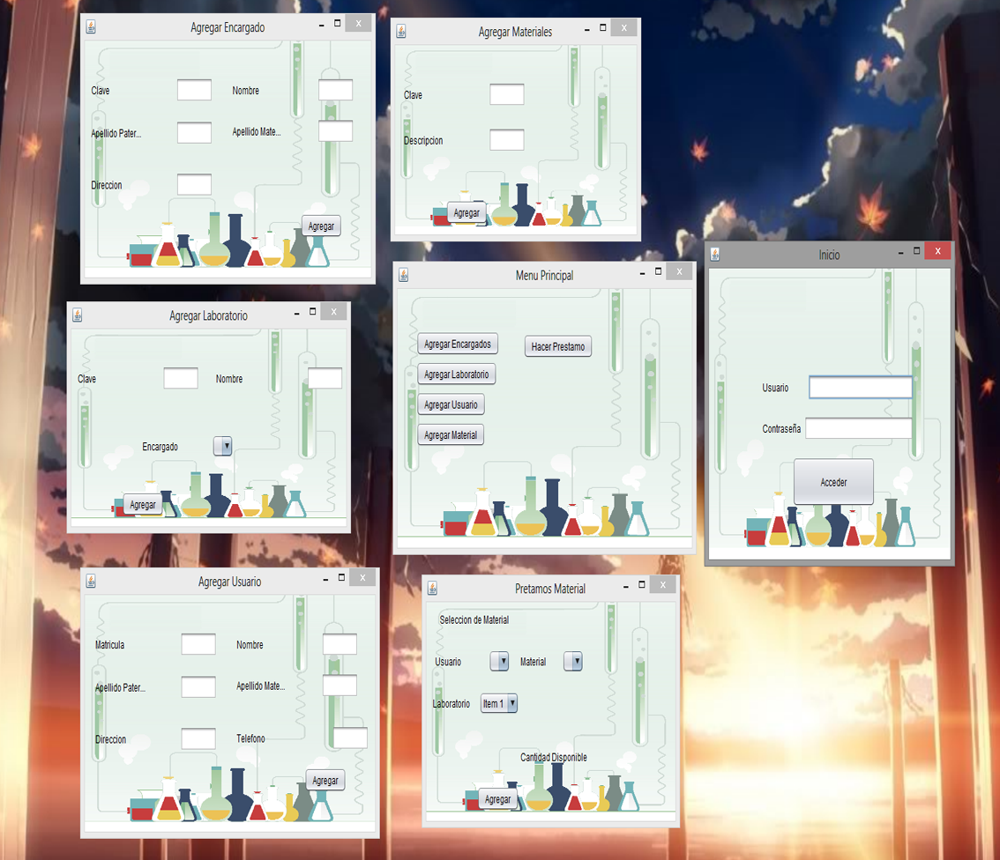 Agregar Encargado
Clave
Nombre
Apellido Pater...
Apellido Mate...
Direccion
Agregar
Agregar Materiales
Clave
Descripcion
Agregar
Agregar Laboratorio
Clave
Nombre
Encargado
Agregar
Menu Principal
Agregar Encargados
Hacer Prestamo
Agregar Laboratorio
Agregar Usuario
Agregar Material
Inicio
Usuario
Contraseña
Acceder
Agregar Usuario
Matricula
Nombre
Apellido Pater...
Apellido Mate...
Direccion
Telefono
Agregar
Pretamos Material
Seleccion de Material
Usuario
Material
Laboratorio
Item 1
Cantidad Disponible
Agregar